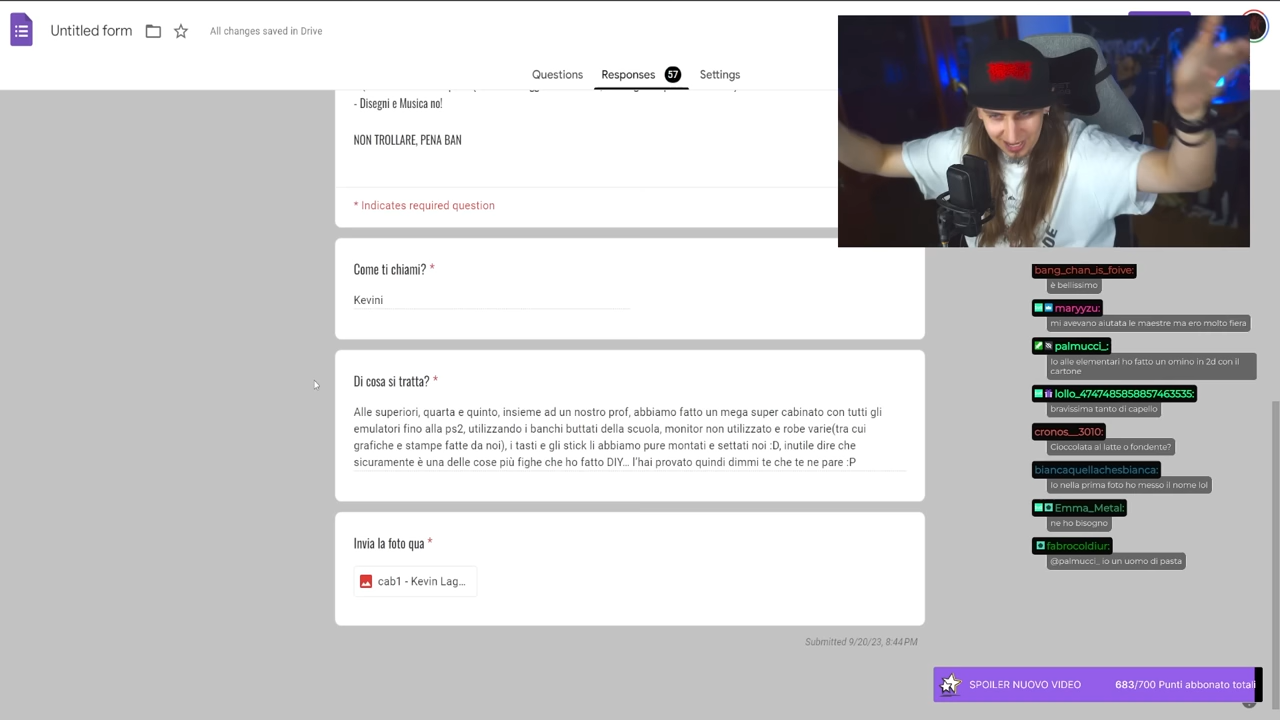 Untitled form
All changes saved in Drive
Questions
Responses 57
Settings
- Disegni e Musica no!
NON TROLLARE, PENA BAN
* Indicates required question
Come ti chiami? *
Kevini
Di cosa si tratta? *
Alle superiori, quarta e quinto, insieme ad un nostro prof, abbiamo fatto un mega super cabinato con tutti gli
emulatori fino alla ps2, utilizzando i banchi buttati della scuola, monitor non utilizzato e robe varie(tra cui
grafiche e stampe fatte da noi), i tasti e gli stick li abbiamo pure montati e settati noi :D, inutile dire che
sicuramente è una delle cose più fighe che ho fatto DIY... l'hai provato quindi dimmi te che te ne pare :P
Invia la foto qua *
cab1 - Kevin Lag...
Submitted 9/20/23, 8:44 PM
bang_chan_is_foive:
è bellissimo
maryyzu:
mi avevano aiutata le maestre ma ero molto fiera
palmucci_:
Io alle elementari ho fatto un omino in 2d con il
cartone
lollo_4747485858857463535:
bravissima tanto di capello
cronos__3010:
Cioccolata al latte o fondente?
biancaquellachesbianca:
Io nella prima foto ho messo il nome lol
Emma_Metal:
ne ho bisogno
fabrocoldiur:
@palmucci_ io un uomo di pasta
SPOILER NUOVO VIDEO
683/700 Punti abbonato totali